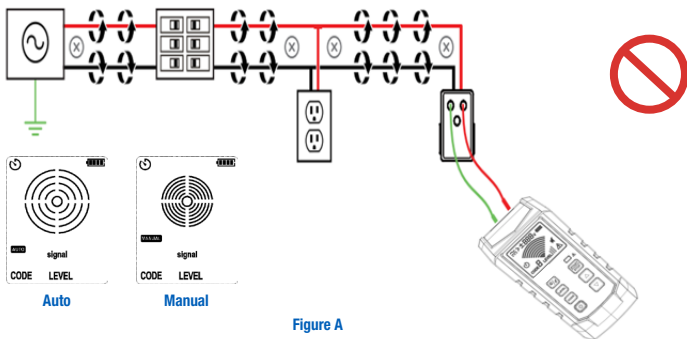 AUTO
signal
CODE LEVEL
Auto
MANUAL
signal
CODE LEVEL
Manual
Figure A